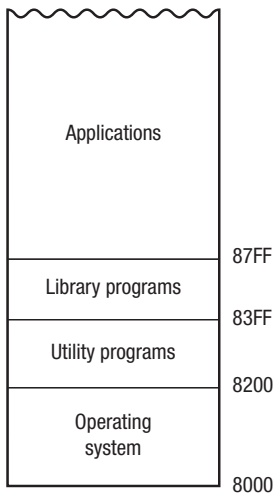 Applications
87FF
Library programs
83FF
Utility programs
8200
Operating
system
8000